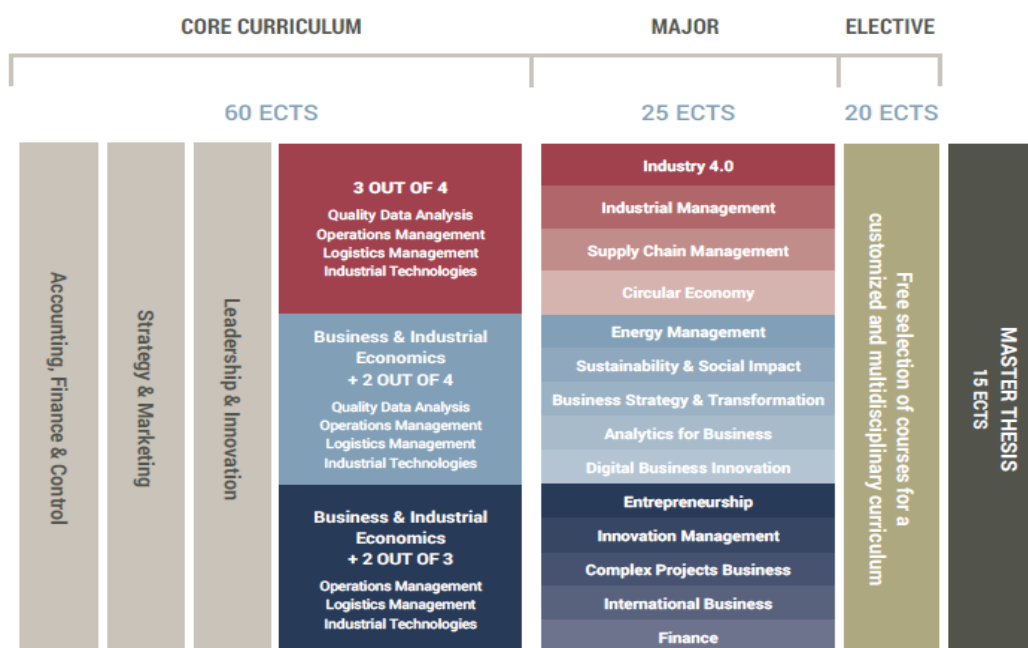 CORE CURRICULUM
MAJOR
ELECTIVE
60 ECTS
25 ECTS
20 ECTS
Accounting, Finance & Control
Strategy & Marketing
Leadership & Innovation
3 OUT OF 4
Quality Data Analysis
Operations Management
Logistics Management
Industrial Technologies
Business & Industrial
Economics
+ 2 OUT OF 4
Quality Data Analysis
Operations Management
Logistics Management
Industrial Technologies
Business & Industrial
Economics
+ 2 OUT OF 3
Operations Management
Logistics Management
Industrial Technologies
Industry 4.0
Industrial Management
Supply Chain Management
Circular Economy
Energy Management
Sustainability & Social Impact
Business Strategy & Transformation
Analytics for Business
Digital Business Innovation
Entrepreneurship
Innovation Management
Complex Projects Business
International Business
Finance
Free selection of courses for a
customized and multidisciplinary curriculum
MASTER THESIS
15 ECTS